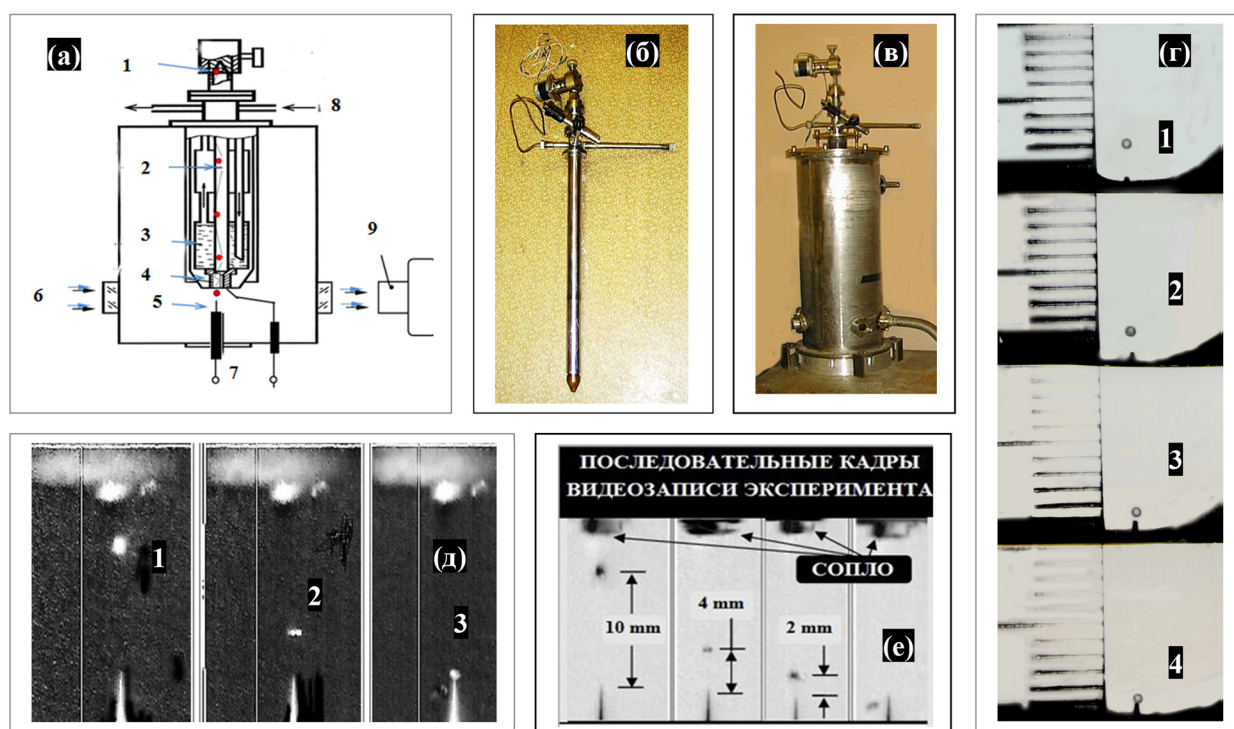 (а)
1
8
2
3
4
9
6
5
7
(б)
(в)
(г)
1
2
3
4
1
2
(д)
3
ПОСЛЕДОВАТЕЛЬНЫЕ КАДРЫ
ВИДЕОЗАПИСИ ЭКСПЕРИМЕНТА
СОПЛО
4 mm
10 mm
2 mm
(е)